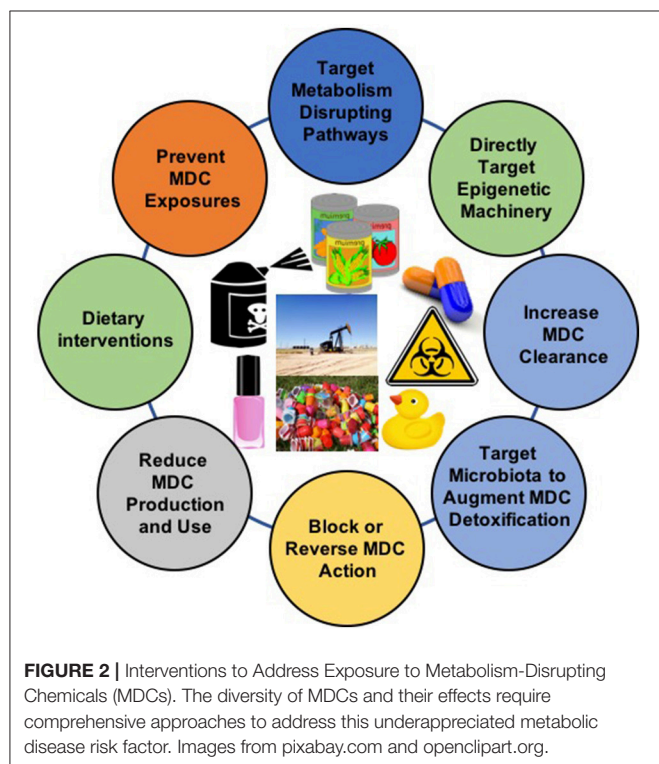 Target
Metabolism
Disrupting
Pathways
Directly
Target
Epigenetic
Machinery
Increase
MDC
Clearance
Target
Microbiota to
Augment MDC
Detoxification
Block or
Reverse MDC
Action
Reduce
MDC
Production
and Use
Dietary
interventions
Prevent
MDC
Exposures
muimang
muimang
muimang
FIGURE 2 | Interventions to Address Exposure to Metabolism-Disrupting
Chemicals (MDCs). The diversity of MDCs and their effects require
comprehensive approaches to address this underappreciated metabolic
disease risk factor. Images from pixabay.com and openclipart.org.